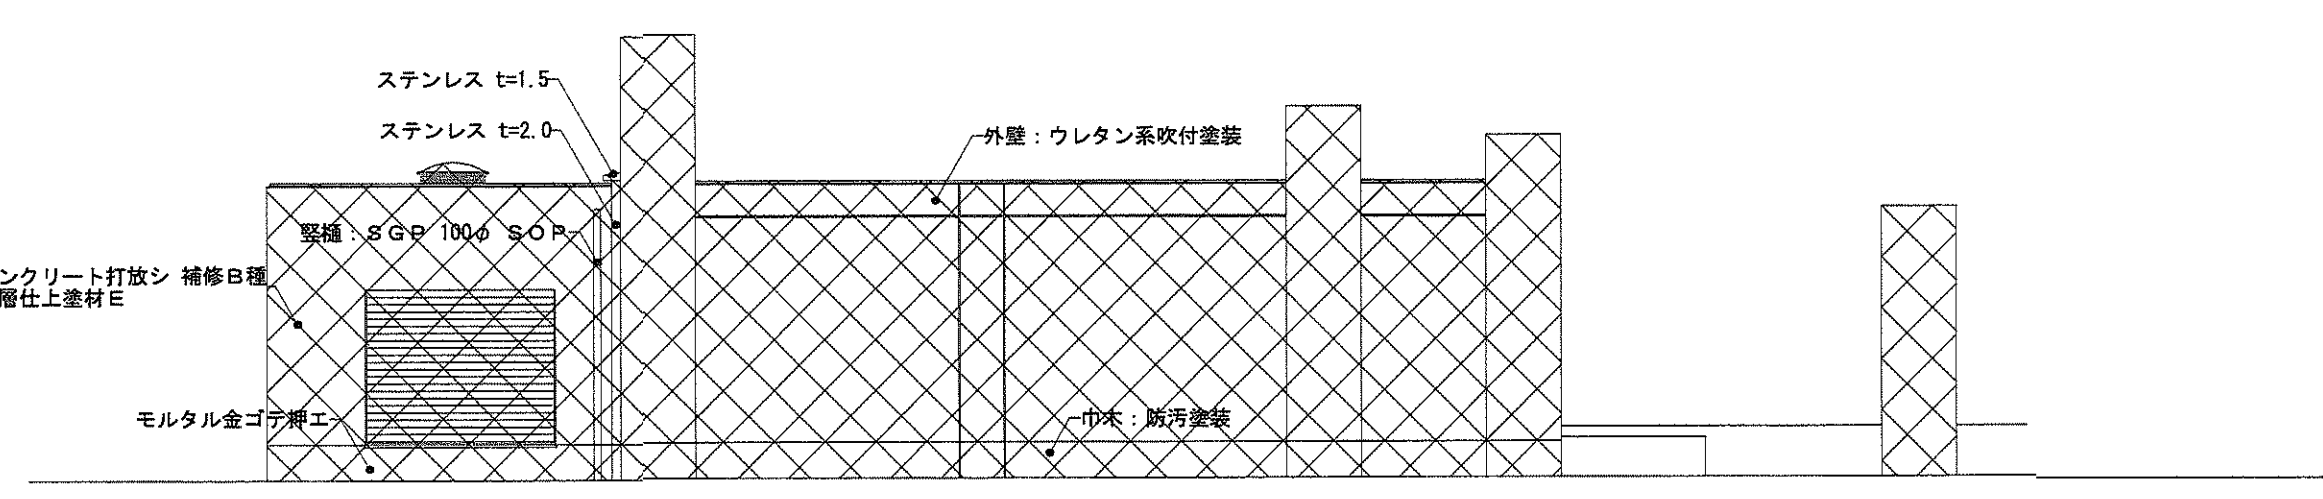 ステンレス t=1.5
ステンレス t=2.0
外壁：ウレタン系吹付塗装
竪樋：ＳＧＰ 100φ ＳＯＰ
ンクリート打放シ 補修Ｂ種
層仕上塗材Ｅ
モルタル金ゴテ押エ
巾木：防汚塗装